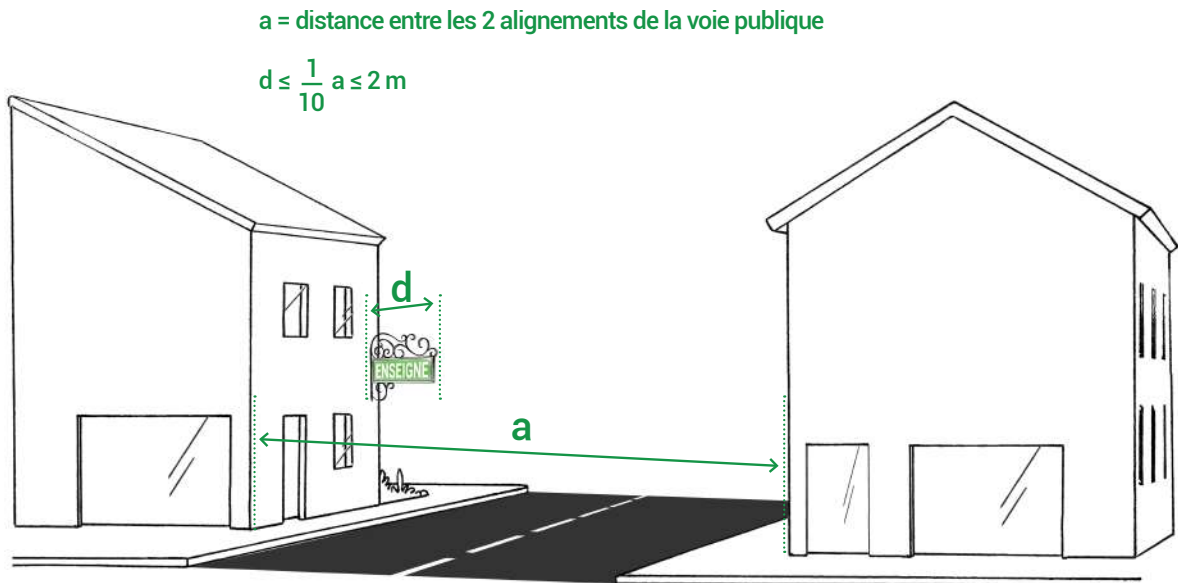 a = distance entre les 2 alignements de la voie publique
d ≤ 1/10 a ≤ 2 m
d
ENSEIGNE
a